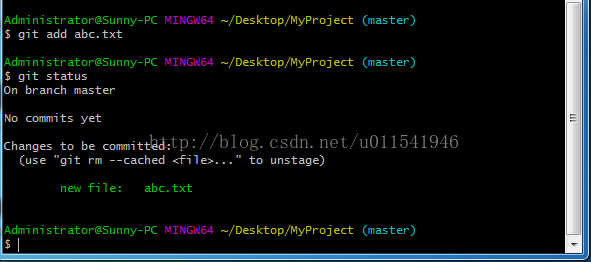 Administrator@Sunny-PC MINGW64 ~/Desktop/MyProject (master)
$ git add abc.txt
Administrator@Sunny-PC MINGW64 ~/Desktop/MyProject (master)
$ git status
On branch master
No commits yet
Changes to be committed:
(use "git rm --cached <file>..." to unstage)
http://blog.csdn.net/u011541946
new file: abc.txt
Administrator@Sunny-PC MINGW64 ~/Desktop/MyProject (master)
$